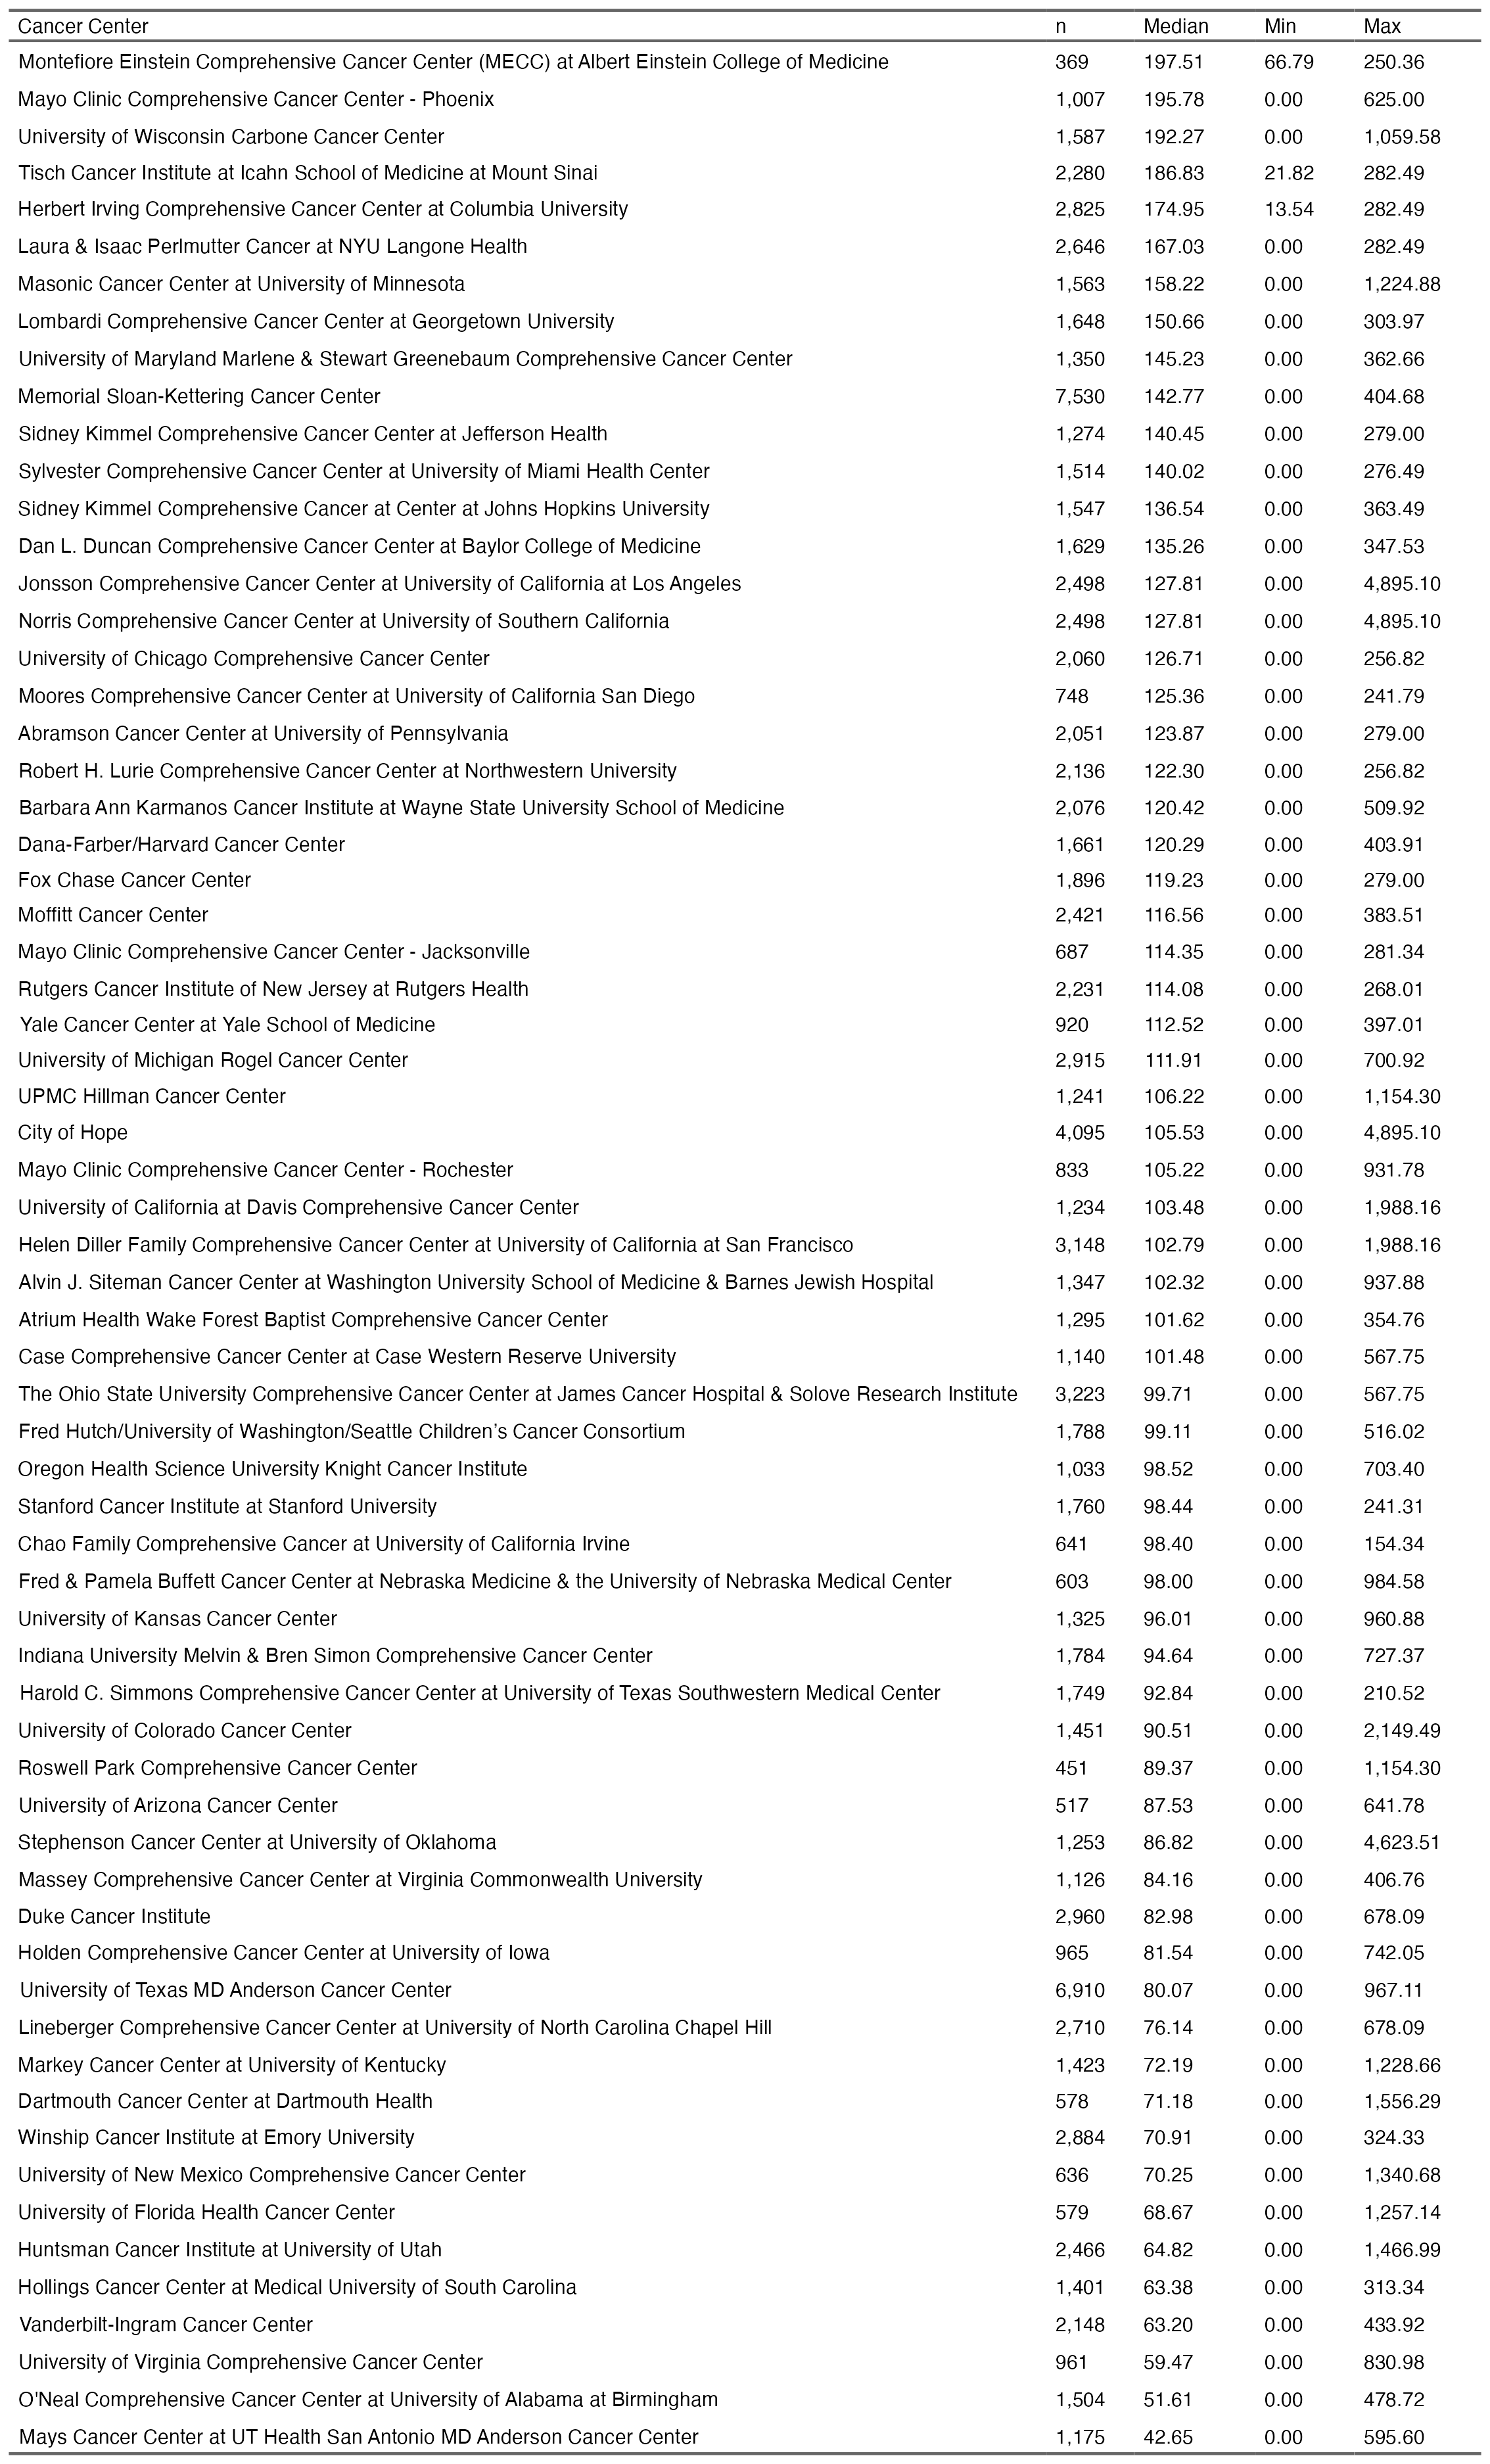 Cancer Center n Median Min Max
Montefiore Einstein Comprehensive Cancer Center (MECC) at Albert Einstein College of Medicine 369 197.51 66.79 250.36
Mayo Clinic Comprehensive Cancer Center - Phoenix 1,007 195.78 0.00 625.00
University of Wisconsin Carbone Cancer Center 1,587 192.27 0.00 1,059.58
Tisch Cancer Institute at Icahn School of Medicine at Mount Sinai 2,280 186.83 21.82 282.49
Herbert Irving Comprehensive Cancer Center at Columbia University 2,825 174.95 13.54 282.49
Laura & Isaac Perlmutter Cancer at NYU Langone Health 2,646 167.03 0.00 282.49
Masonic Cancer Center at University of Minnesota 1,563 158.22 0.00 1,224.88
Lombardi Comprehensive Cancer Center at Georgetown University 1,648 150.66 0.00 303.97
University of Maryland Marlene & Stewart Greenebaum Comprehensive Cancer Center 1,350 145.23 0.00 362.66
Memorial Sloan-Kettering Cancer Center 7,530 142.77 0.00 404.68
Sidney Kimmel Comprehensive Cancer Center at Jefferson Health 1,274 140.45 0.00 279.00
Sylvester Comprehensive Cancer Center at University of Miami Health Center 1,514 140.02 0.00 276.49
Sidney Kimmel Comprehensive Cancer at Center at Johns Hopkins University 1,547 136.54 0.00 363.49
Dan L. Duncan Comprehensive Cancer Center at Baylor College of Medicine 1,629 135.26 0.00 347.53
Jonsson Comprehensive Cancer Center at University of California at Los Angeles 2,498 127.81 0.00 4,895.10
Norris Comprehensive Cancer Center at University of Southern California 2,498 127.81 0.00 4,895.10
University of Chicago Comprehensive Cancer Center 2,060 126.71 0.00 256.82
Moores Comprehensive Cancer Center at University of California San Diego 748 125.36 0.00 241.79
Abramson Cancer Center at University of Pennsylvania 2,051 123.87 0.00 279.00
Robert H. Lurie Comprehensive Cancer Center at Northwestern University 2,136 122.30 0.00 256.82
Barbara Ann Karmanos Cancer Institute at Wayne State University School of Medicine 2,076 120.42 0.00 509.92
Dana-Farber/Harvard Cancer Center 1,661 120.29 0.00 403.91
Fox Chase Cancer Center 1,896 119.23 0.00 279.00
Moffitt Cancer Center 2,421 116.56 0.00 383.51
Mayo Clinic Comprehensive Cancer Center - Jacksonville 687 114.35 0.00 281.34
Rutgers Cancer Institute of New Jersey at Rutgers Health 2,231 114.08 0.00 268.01
Yale Cancer Center at Yale School of Medicine 920 112.52 0.00 397.01
University of Michigan Rogel Cancer Center 2,915 111.91 0.00 700.92
UPMC Hillman Cancer Center 1,241 106.22 0.00 1,154.30
City of Hope 4,095 105.53 0.00 4,895.10
Mayo Clinic Comprehensive Cancer Center - Rochester 833 105.22 0.00 931.78
University of California at Davis Comprehensive Cancer Center 1,234 103.48 0.00 1,988.16
Helen Diller Family Comprehensive Cancer Center at University of California at San Francisco 3,148 102.79 0.00 1,988.16
Alvin J. Siteman Cancer Center at Washington University School of Medicine & Barnes Jewish Hospital 1,347 102.32 0.00 937.88
Atrium Health Wake Forest Baptist Comprehensive Cancer Center 1,295 101.62 0.00 354.76
Case Comprehensive Cancer Center at Case Western Reserve University 1,140 101.48 0.00 567.75
The Ohio State University Comprehensive Cancer Center at James Cancer Hospital & Solove Research Institute 3,223 99.71 0.00 567.75
Fred Hutch/University of Washington/Seattle Children’s Cancer Consortium 1,788 99.11 0.00 516.02
Oregon Health Science University Knight Cancer Institute 1,033 98.52 0.00 703.40
Stanford Cancer Institute at Stanford University 1,760 98.44 0.00 241.31
Chao Family Comprehensive Cancer at University of California Irvine 641 98.40 0.00 154.34
Fred & Pamela Buffett Cancer Center at Nebraska Medicine & the University of Nebraska Medical Center 603 98.00 0.00 984.58
University of Kansas Cancer Center 1,325 96.01 0.00 960.88
Indiana University Melvin & Bren Simon Comprehensive Cancer Center 1,784 94.64 0.00 727.37
Harold C. Simmons Comprehensive Cancer Center at University of Texas Southwestern Medical Center 1,749 92.84 0.00 210.52
University of Colorado Cancer Center 1,451 90.51 0.00 2,149.49
Roswell Park Comprehensive Cancer Center 451 89.37 0.00 1,154.30
University of Arizona Cancer Center 517 87.53 0.00 641.78
Stephenson Cancer Center at University of Oklahoma 1,253 86.82 0.00 4,623.51
Massey Comprehensive Cancer Center at Virginia Commonwealth University 1,126 84.16 0.00 406.76
Duke Cancer Institute 2,960 82.98 0.00 678.09
Holden Comprehensive Cancer Center at University of Iowa 965 81.54 0.00 742.05
University of Texas MD Anderson Cancer Center 6,910 80.07 0.00 967.11
Lineberger Comprehensive Cancer Center at University of North Carolina Chapel Hill 2,710 76.14 0.00 678.09
Markey Cancer Center at University of Kentucky 1,423 72.19 0.00 1,228.66
Dartmouth Cancer Center at Dartmouth Health 578 71.18 0.00 1,556.29
Winship Cancer Institute at Emory University 2,884 70.91 0.00 324.33
University of New Mexico Comprehensive Cancer Center 636 70.25 0.00 1,340.68
University of Florida Health Cancer Center 579 68.67 0.00 1,257.14
Huntsman Cancer Institute at University of Utah 2,466 64.82 0.00 1,466.99
Hollings Cancer Center at Medical University of South Carolina 1,401 63.38 0.00 313.34
Vanderbilt-Ingram Cancer Center 2,148 63.20 0.00 433.92
University of Virginia Comprehensive Cancer Center 961 59.47 0.00 830.98
O'Neal Comprehensive Cancer Center at University of Alabama at Birmingham 1,504 51.61 0.00 478.72
Mays Cancer Center at UT Health San Antonio MD Anderson Cancer Center 1,175 42.65 0.00 595.60